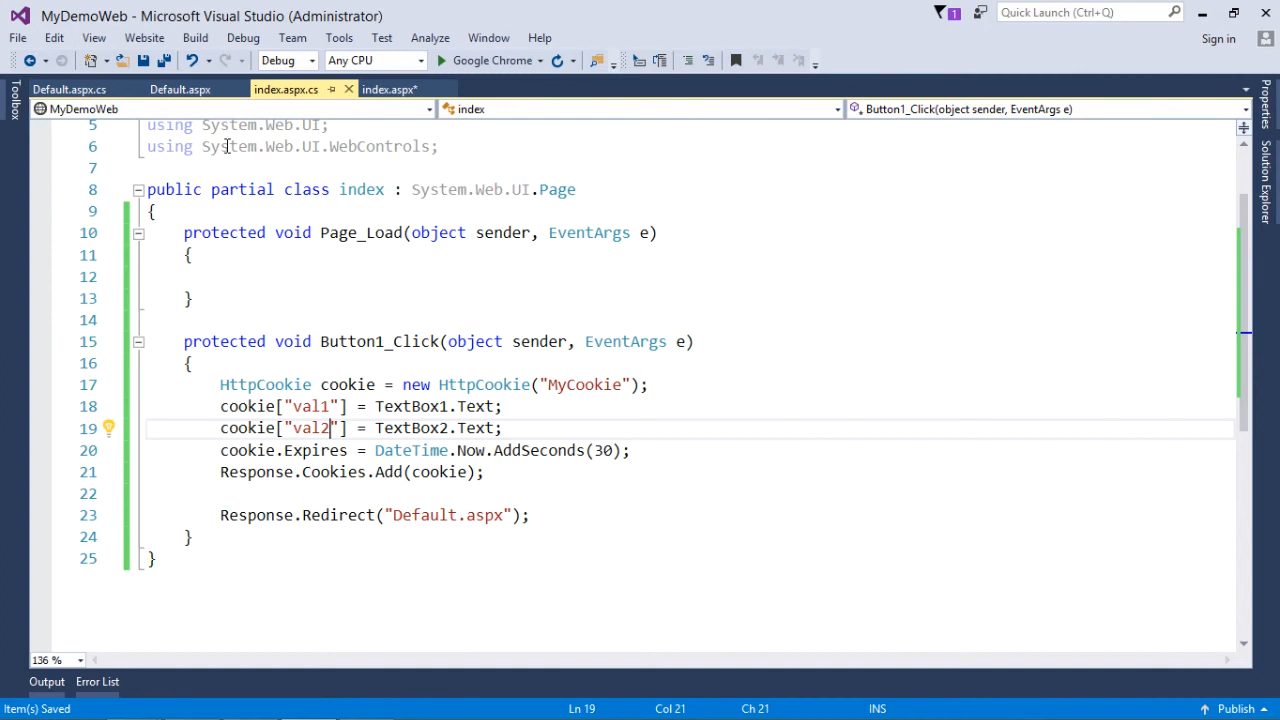 MyDemoWeb - Microsoft Visual Studio (Administrator)
1
Quick Launch (Ctrl+Q)
File Edit View Website Build Debug Team Tools Test Analyze Window Help
Sign in
Debug Any CPU Google Chrome
Default.aspx.cs Default.aspx index.aspx.cs index.aspx*
Toolbox
MyDemoWeb index Button1_Click(object sender, EventArgs e)
Properties
Solution Explorer
5 using System.Web.UI;
6 using System.Web.UI.WebControls;
7
8 public partial class index : System.Web.UI.Page
9 {
10 protected void Page_Load(object sender, EventArgs e)
11 {
12
13 }
14
15 protected void Button1_Click(object sender, EventArgs e)
16 {
17 HttpCookie cookie = new HttpCookie("MyCookie");
18 cookie["val1"] = TextBox1.Text;
19 cookie["val2"] = TextBox2.Text;
20 cookie.Expires = DateTime.Now.AddSeconds(30);
21 Response.Cookies.Add(cookie);
22
23 Response.Redirect("Default.aspx");
24 }
25 }
136 %
Output Error List
Item(s) Saved Ln 19 Col 21 Ch 21 INS Publish